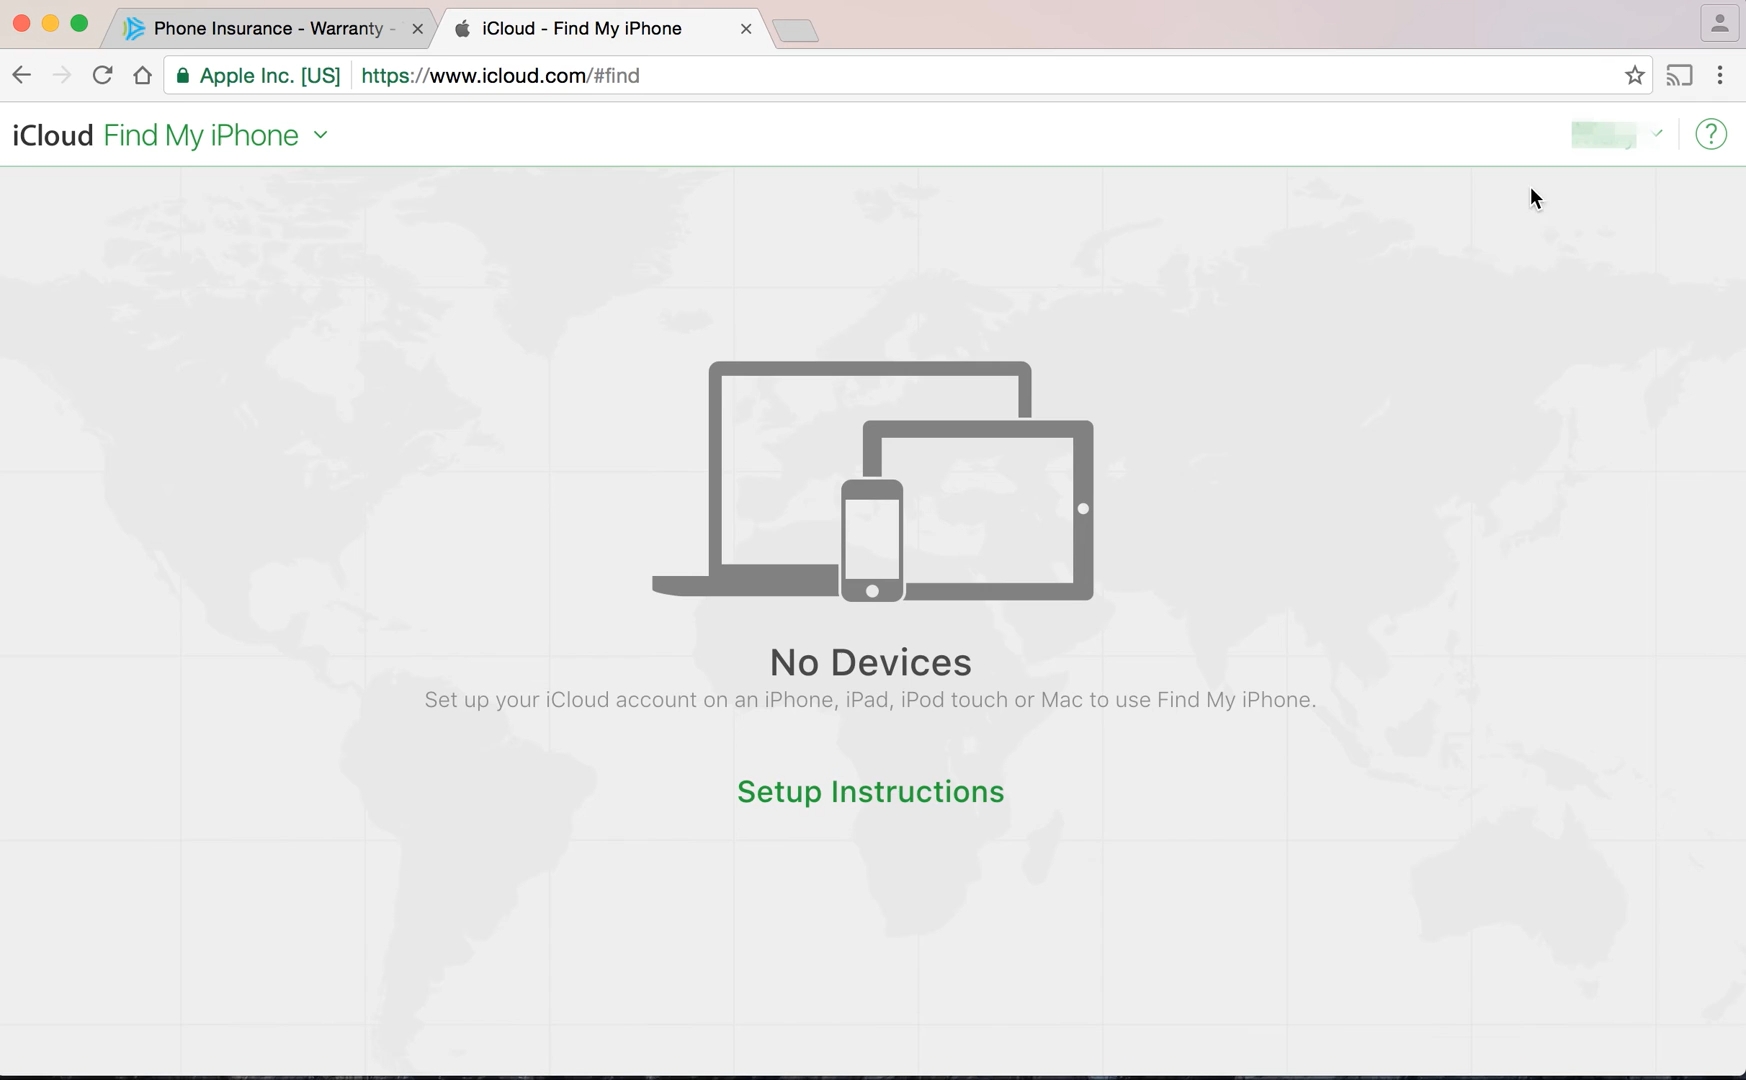 Phone Insurance - Warranty -
iCloud - Find My iPhone
Apple Inc. [US]
https://www.icloud.com/#find
iCloud Find My iPhone
?
No Devices
Set up your iCloud account on an iPhone, iPad, iPod touch or Mac to use Find My iPhone.
Setup Instructions